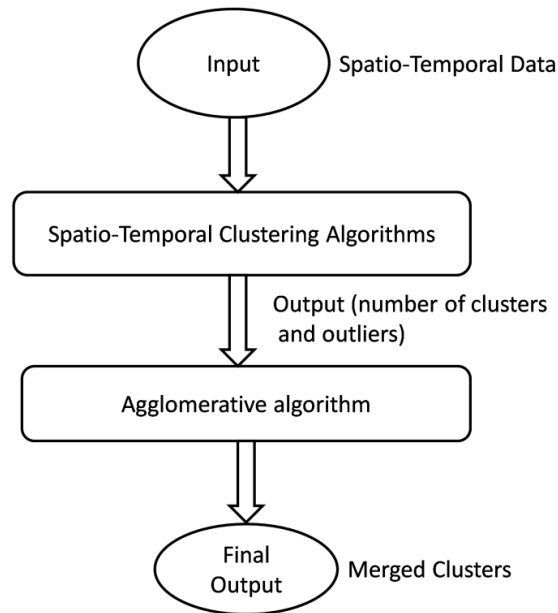 Input
Spatio-Temporal Data
Spatio-Temporal Clustering Algorithms
Output (number of clusters
and outliers)
Agglomerative algorithm
Final
Output
Merged Clusters